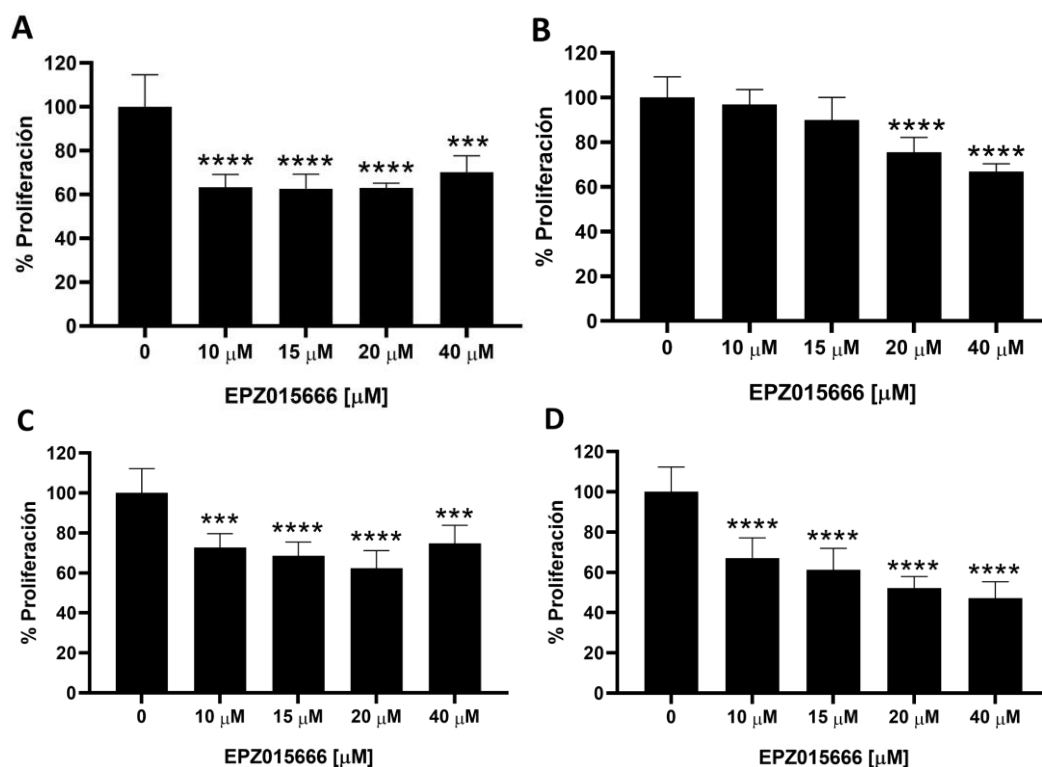 A
% Proliferación
120
100
80
60
40
20
0
**** **** **** ***
0 10 μM 15 μM 20 μM 40 μM
EPZ015666 [μM]
B
% Proliferación
120
100
80
60
40
20
0
**** ****
0 10 μM 15 μM 20 μM 40 μM
EPZ015666 [μM]
C
% Proliferación
120
100
80
60
40
20
0
*** **** **** ***
0 10 μM 15 μM 20 μM 40 μM
EPZ015666 [μM]
D
% Proliferación
120
100
80
60
40
20
0
**** **** **** ****
0 10 μM 15 μM 20 μM 40 μM
EPZ015666 [μM]